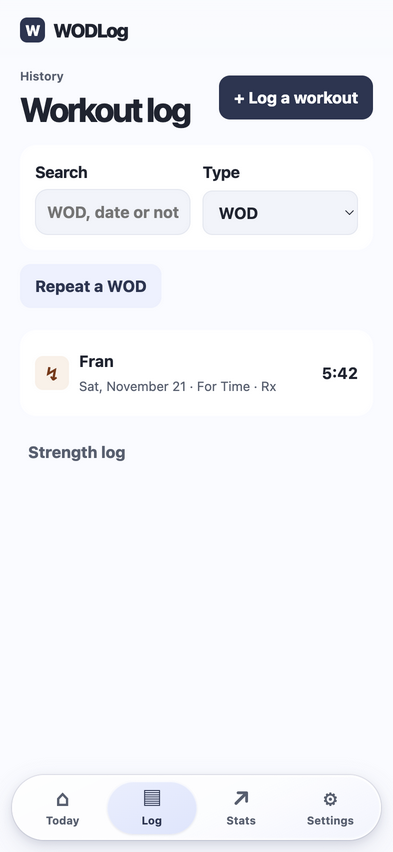 W WODLog
History
Workout log
+ Log a workout
Search
Type
WOD, date or not
WOD
Repeat a WOD
Fran
Sat, November 21 · For Time · Rx
5:42
Strength log
Today
Log
Stats
Settings